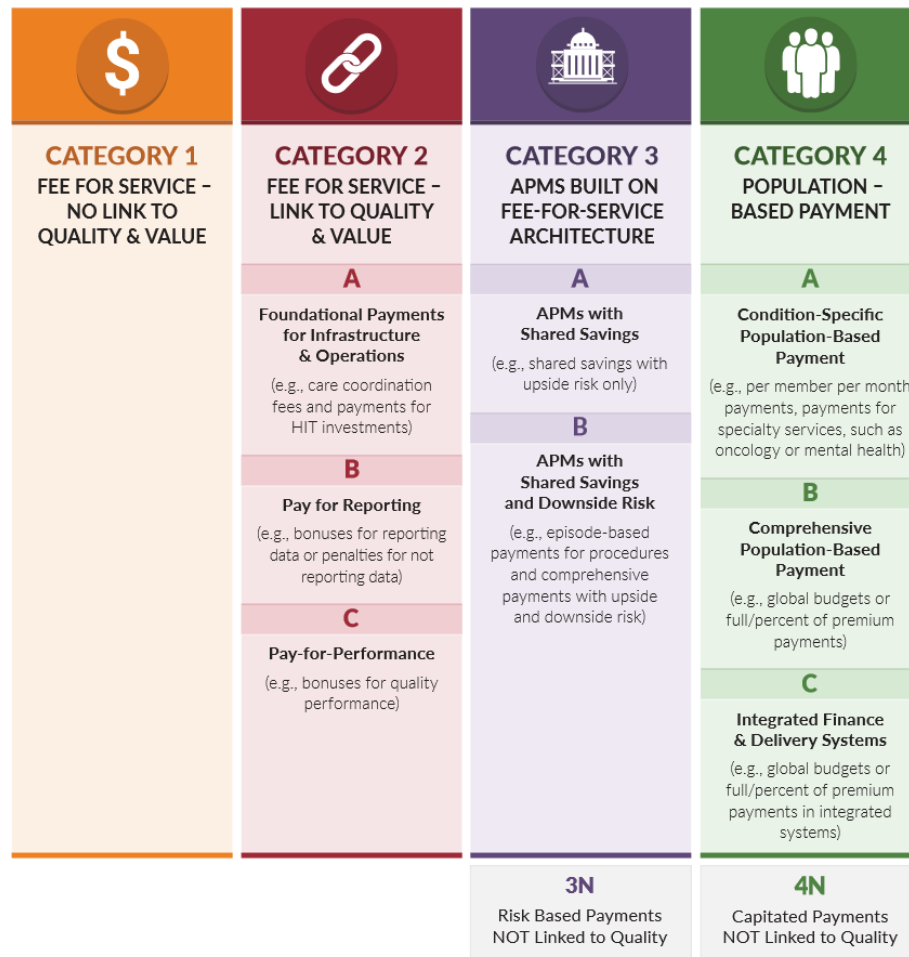 $
CATEGORY 1
FEE FOR SERVICE –
NO LINK TO
QUALITY & VALUE
CATEGORY 2
FEE FOR SERVICE –
LINK TO QUALITY
& VALUE
A
Foundational Payments
for Infrastructure
& Operations
(e.g., care coordination
fees and payments for
HIT investments)
B
Pay for Reporting
(e.g., bonuses for reporting
data or penalties for not
reporting data)
C
Pay-for-Performance
(e.g., bonuses for quality
performance)
CATEGORY 3
APMS BUILT ON
FEE-FOR-SERVICE
ARCHITECTURE
A
APMs with
Shared Savings
(e.g., shared savings with
upside risk only)
B
APMs with
Shared Savings
and Downside Risk
(e.g., episode-based
payments for procedures
and comprehensive
payments with upside
and downside risk)
3N
Risk Based Payments
NOT Linked to Quality
CATEGORY 4
POPULATION –
BASED PAYMENT
A
Condition-Specific
Population-Based
Payment
(e.g., per member per month
payments, payments for
specialty services, such as
oncology or mental health)
B
Comprehensive
Population-Based
Payment
(e.g., global budgets or
full/percent of premium
payments)
C
Integrated Finance
& Delivery Systems
(e.g., global budgets or
full/percent of premium
payments in integrated
systems)
4N
Capitated Payments
NOT Linked to Quality